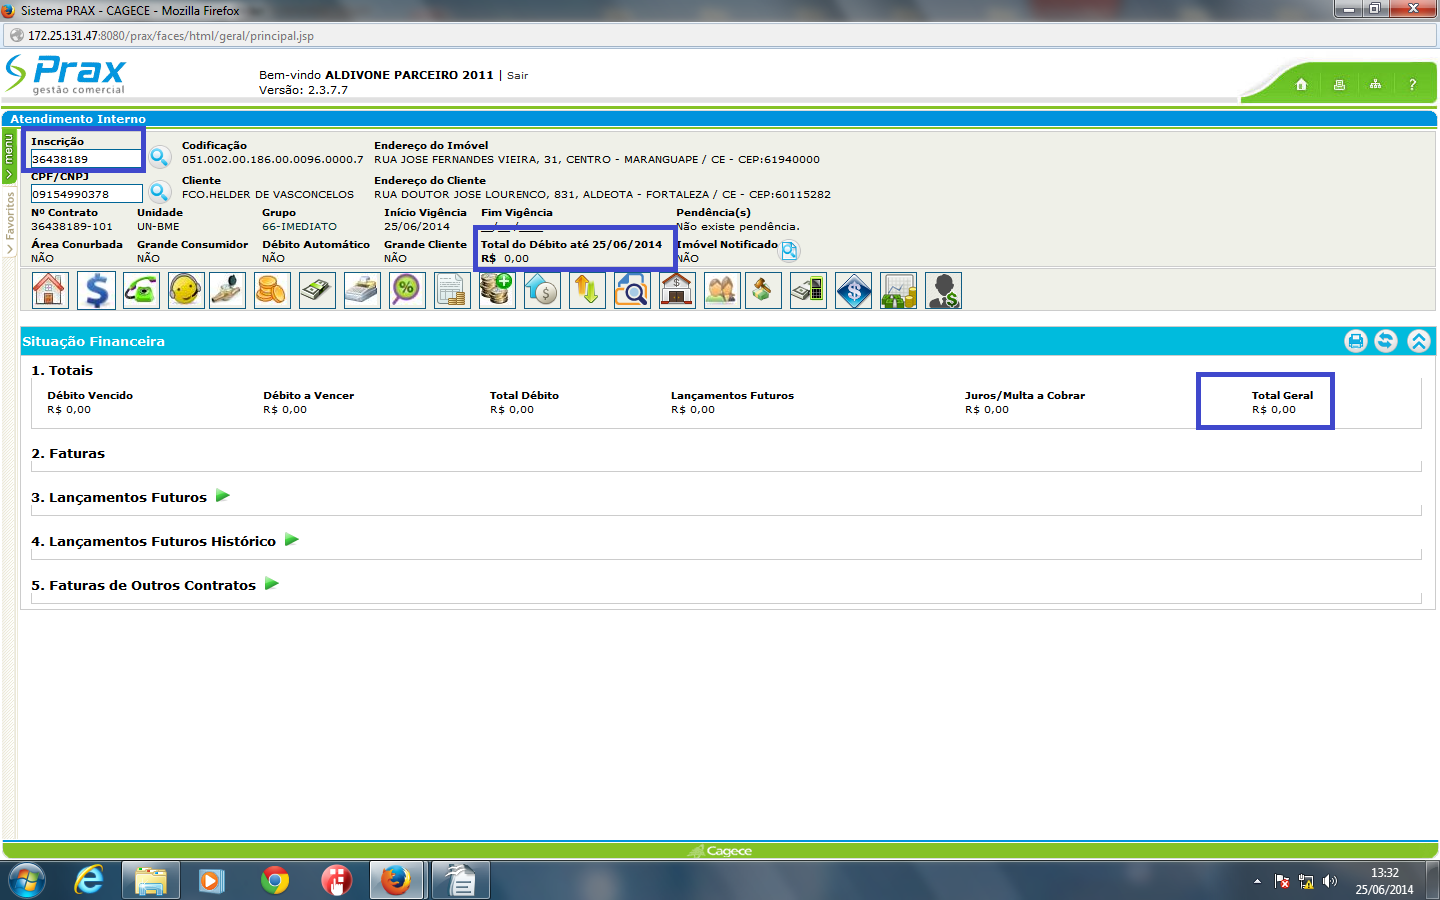 Sistema PRAX - CAGECE - Mozilla Firefox
172.25.131.47:8080/prax/faces/html/geral/principal.jsp
Prax
gestão comercial
Bem-vindo ALDIVONE PARCEIRO 2011 | Sair
Versão: 2.3.7.7
?
Atendimento Interno
menu
Favoritos
Inscrição
36438189
Codificação
051.002.00.186.00.0096.0000.7
Endereço do Imóvel
RUA JOSE FERNANDES VIEIRA, 31, CENTRO - MARANGUAPE / CE - CEP:61940000
CPF/CNPJ
09154990378
Cliente
FCO.HELDER DE VASCONCELOS
Endereço do Cliente
RUA DOUTOR JOSE LOURENCO, 831, ALDEOTA - FORTALEZA / CE - CEP:60115282
Nº Contrato Unidade Grupo Início Vigência Fim Vigência Pendência(s)
36438189-101 UN-BME 66-IMEDIATO 25/06/2014 __/__/____ Não existe pendência.
Área Conurbada Grande Consumidor Débito Automático Grande Cliente Total do Débito até 25/06/2014 Imóvel Notificado
NÃO NÃO NÃO NÃO R$ 0,00 NÃO
Situação Financeira
1. Totais
Débito Vencido Débito a Vencer Total Débito Lançamentos Futuros Juros/Multa a Cobrar Total Geral
R$ 0,00 R$ 0,00 R$ 0,00 R$ 0,00 R$ 0,00 R$ 0,00
2. Faturas
3. Lançamentos Futuros
4. Lançamentos Futuros Histórico
5. Faturas de Outros Contratos
Cagece
13:32
25/06/2014